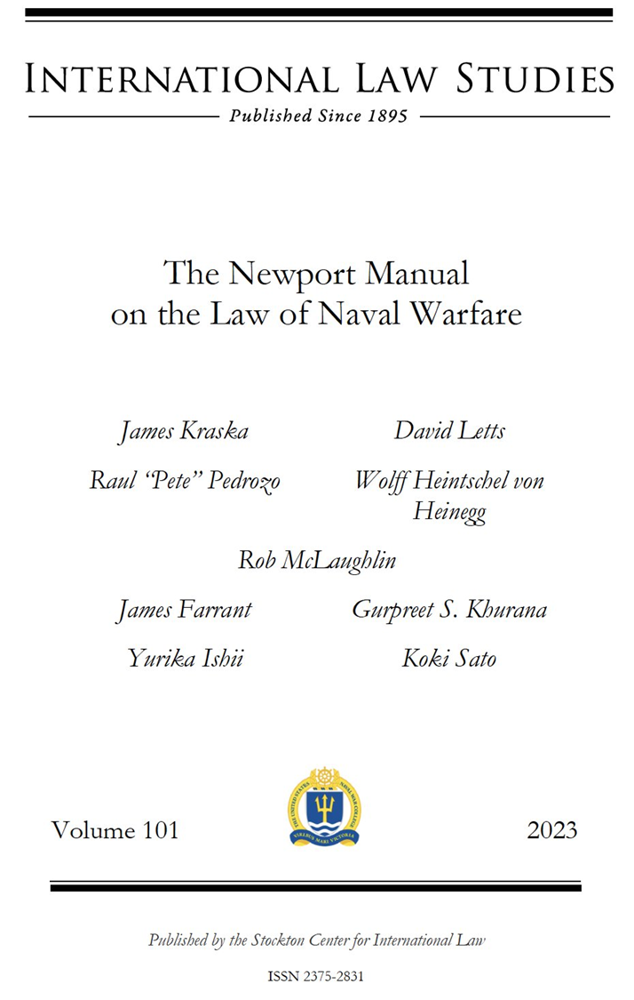 INTERNATIONAL LAW STUDIES
Published Since 1895
The Newport Manual
on the Law of Naval Warfare
James Kraska
David Letts
Raul “Pete” Pedrozo
Wolff Heintschel von
Heinegg
Rob McLaughlin
James Farrant
Gurpreet S. Khurana
Yurika Ishii
Koki Sato
THE UNITED STATES NAVAL WAR COLLEGE
VIRIBUS MARI VICTORIA
Volume 101
2023
Published by the Stockton Center for International Law
ISSN 2375-2831